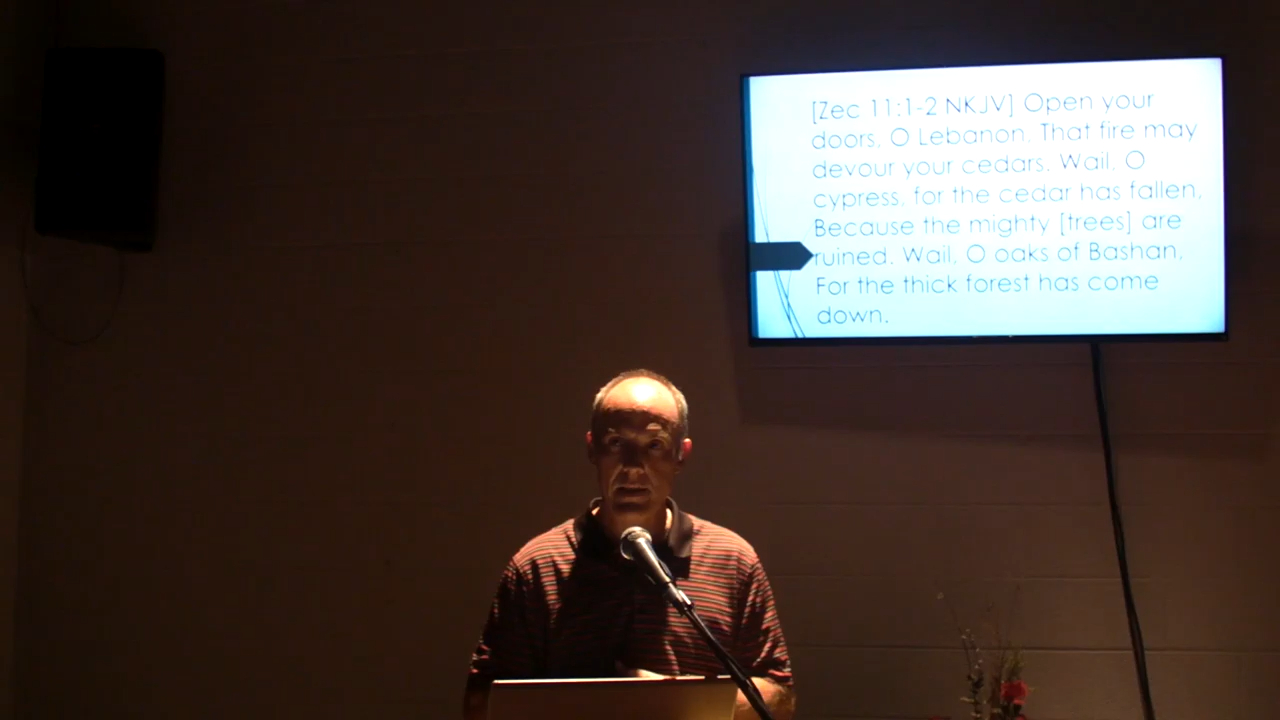 [Zec 11:1-2 NKJV] Open your
doors, O Lebanon, That fire may
devour your cedars. Wail, O
cypress, for the cedar has fallen,
Because the mighty [trees] are
ruined. Wail, O oaks of Bashan,
For the thick forest has come
down.